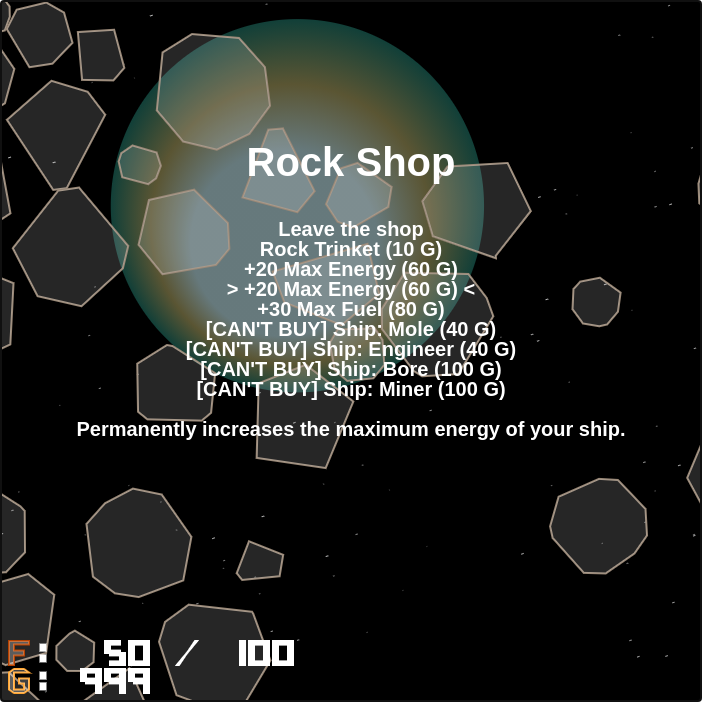 Rock Shop
Leave the shop
Rock Trinket (10 G)
+20 Max Energy (60 G)
> +20 Max Energy (60 G) <
+30 Max Fuel (80 G)
[CAN'T BUY] Ship: Mole (40 G)
[CAN'T BUY] Ship: Engineer (40 G)
[CAN'T BUY] Ship: Bore (100 G)
[CAN'T BUY] Ship: Miner (100 G)
Permanently increases the maximum energy of your ship.
F: 50 / 100
G: 999